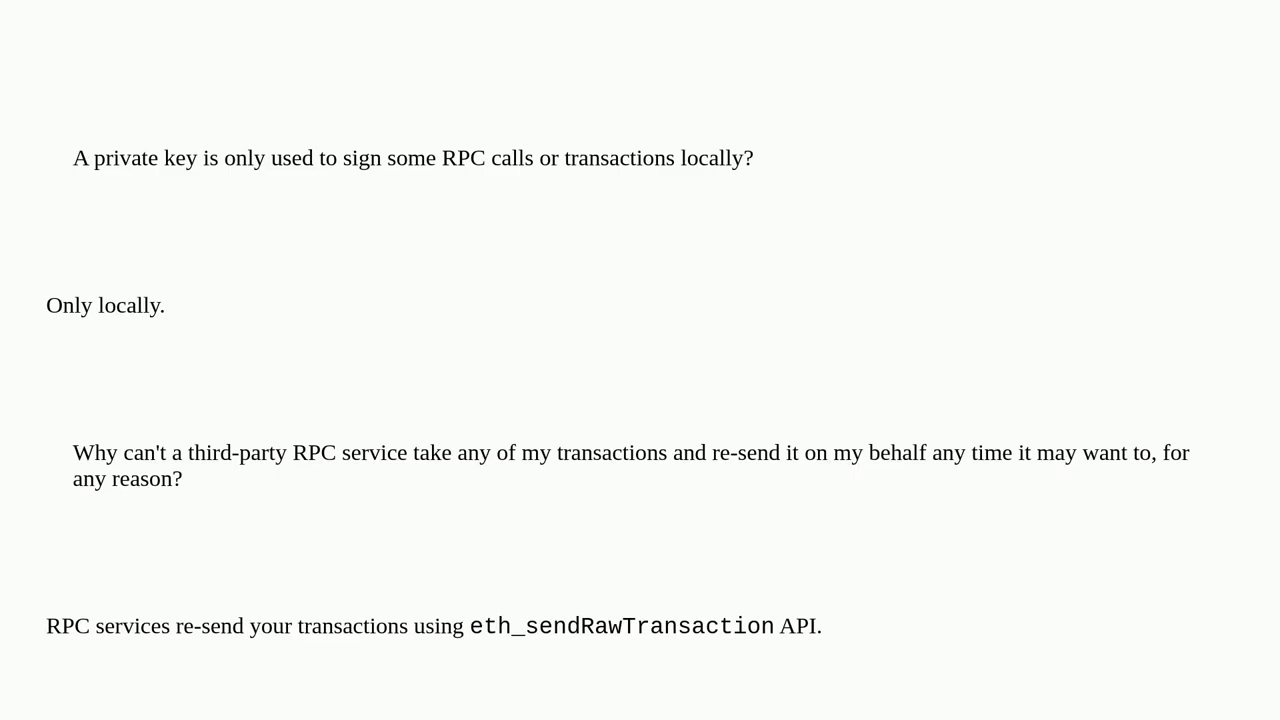 A private key is only used to sign some RPC calls or transactions locally?
Only locally.
Why can't a third-party RPC service take any of my transactions and re-send it on my behalf any time it may want to, for
any reason?
RPC services re-send your transactions using eth_sendRawTransaction API.